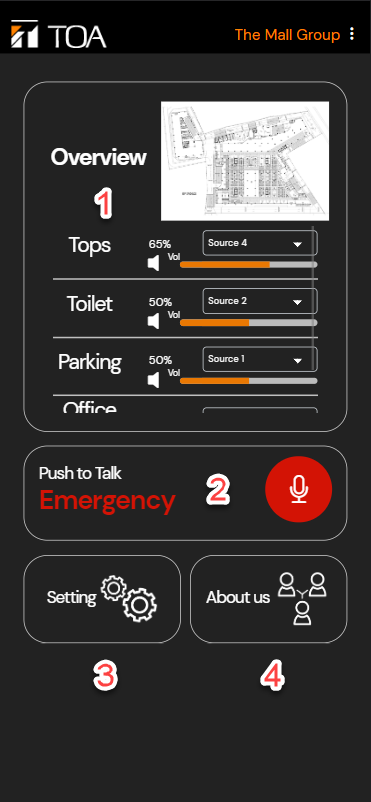 TOA
The Mall Group
Overview
1
Tops
65%
Vol
Source 4
Toilet
50%
Vol
Source 2
Parking
50%
Vol
Source 1
Office
Push to Talk
Emergency
2
Setting
About us
3
4